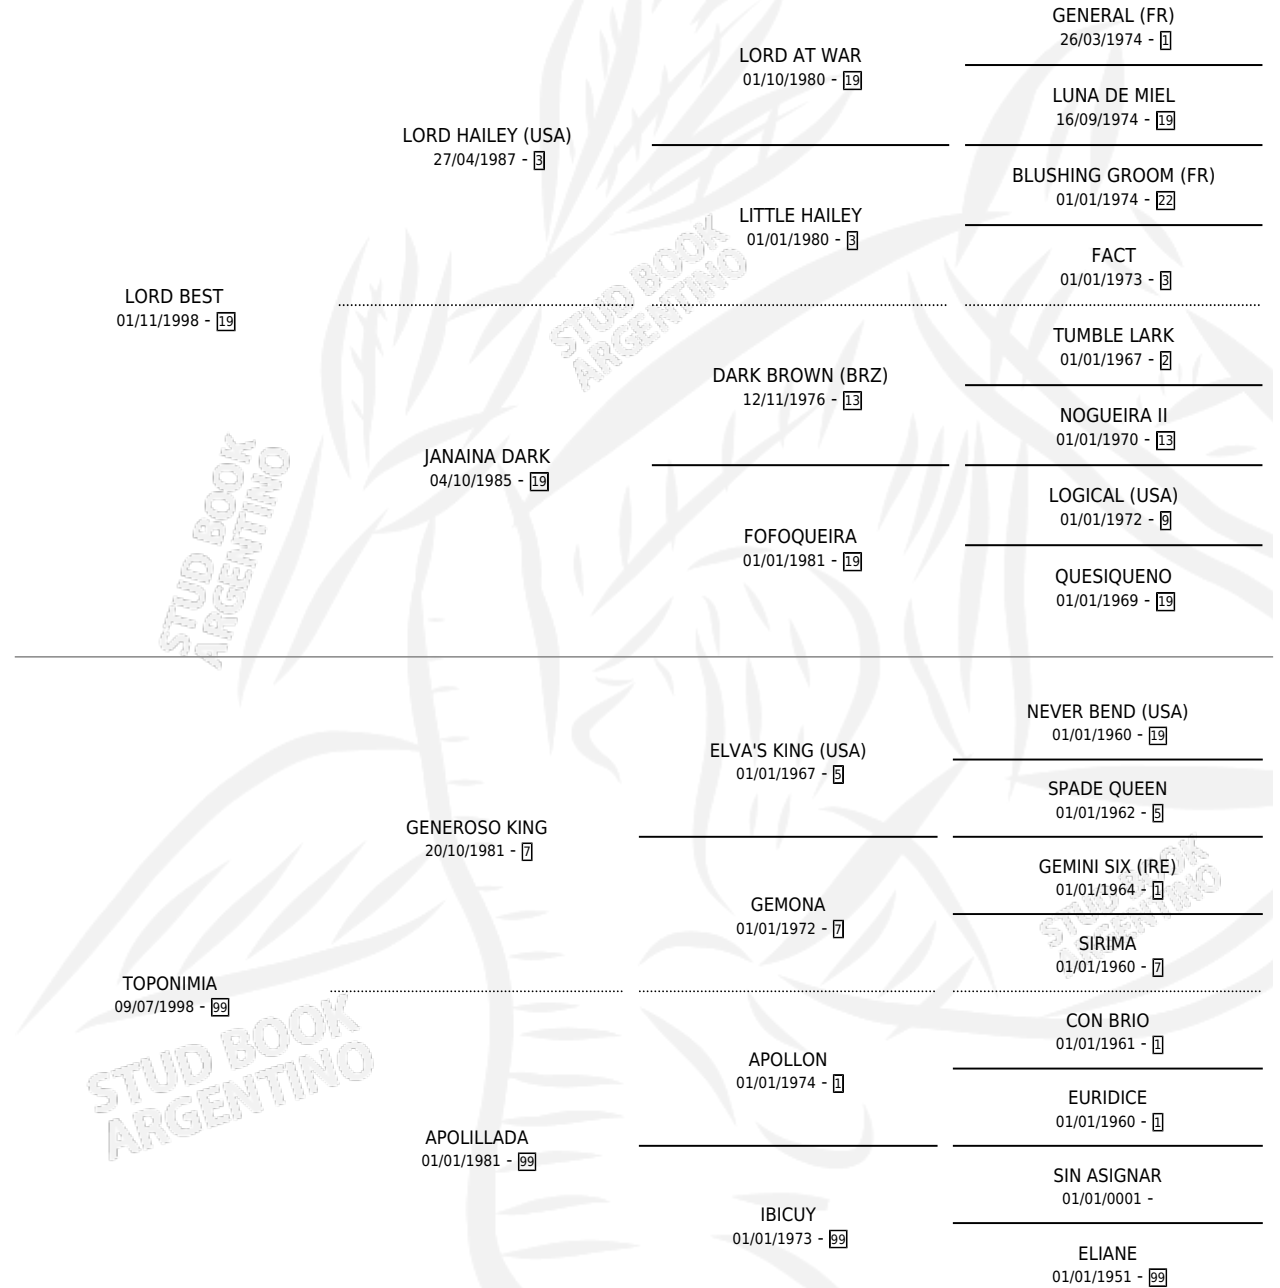 GENERAL (FR)
26/03/1974 - 1
LORD AT WAR
01/10/1980 - 19
LUNA DE MIEL
16/09/1974 - 19
LORD HAILEY (USA)
27/04/1987 - 3
BLUSHING GROOM (FR)
01/01/1974 - 22
LITTLE HAILEY
01/01/1980 - 3
FACT
01/01/1973 - 3
LORD BEST
01/11/1998 - 19
STUD BOOK
ARGENTINO
TUMBLE LARK
01/01/1967 - 2
DARK BROWN (BRZ)
12/11/1976 - 13
NOGUEIRA II
01/01/1970 - 13
JANAINA DARK
04/10/1985 - 19
LOGICAL (USA)
01/01/1972 - 9
FOFOQUEIRA
01/01/1981 - 19
QUESIQUENO
01/01/1969 - 19
STUD BOOK
ARGENTINO
NEVER BEND (USA)
01/01/1960 - 19
ELVA'S KING (USA)
01/01/1967 - 5
SPADE QUEEN
01/01/1962 - 5
GENEROSO KING
20/10/1981 - 7
GEMINI SIX (IRE)
01/01/1964 - 1
GEMONA
01/01/1972 - 7
SIRIMA
01/01/1960 - 7
STUD BOOK
ARGENTINO
TOPONIMIA
09/07/1998 - 99
CON BRIO
01/01/1961 - 1
APOLLON
01/01/1974 - 1
EURIDICE
01/01/1960 - 1
STUD BOOK
ARGENTINO
APOLILLADA
01/01/1981 - 99
SIN ASIGNAR
01/01/0001 -
IBICUY
01/01/1973 - 99
ELIANE
01/01/1951 - 99